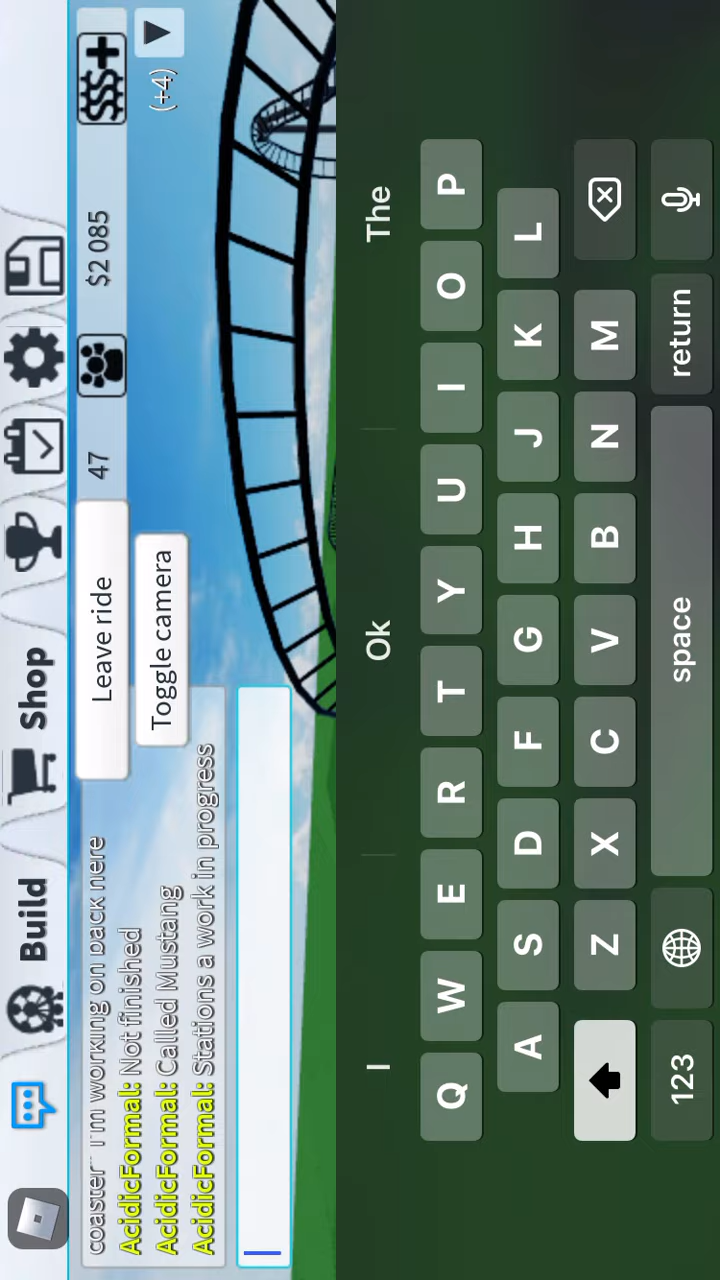 Build
Shop
Leave ride
47
$2 085
Toggle camera
(+4)
coaster" I'm working on back here
AcidicFormal: Not finished
AcidicFormal: Called Mustang
AcidicFormal: Stations a work in progress
I
Ok
The
Q W E R T Y U I O P
A S D F G H J K L
Z X C V B N M
123
space
return